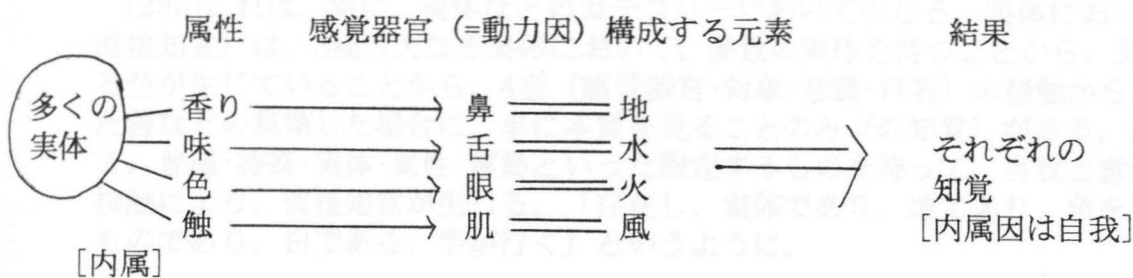 属性 感覚器官（=動力因）構成する元素 結果
多くの 香り 鼻 地
実体 味 舌 水 それぞれの
色 眼 火 知覚
触 肌 風 [内属因は自我]
[内属]